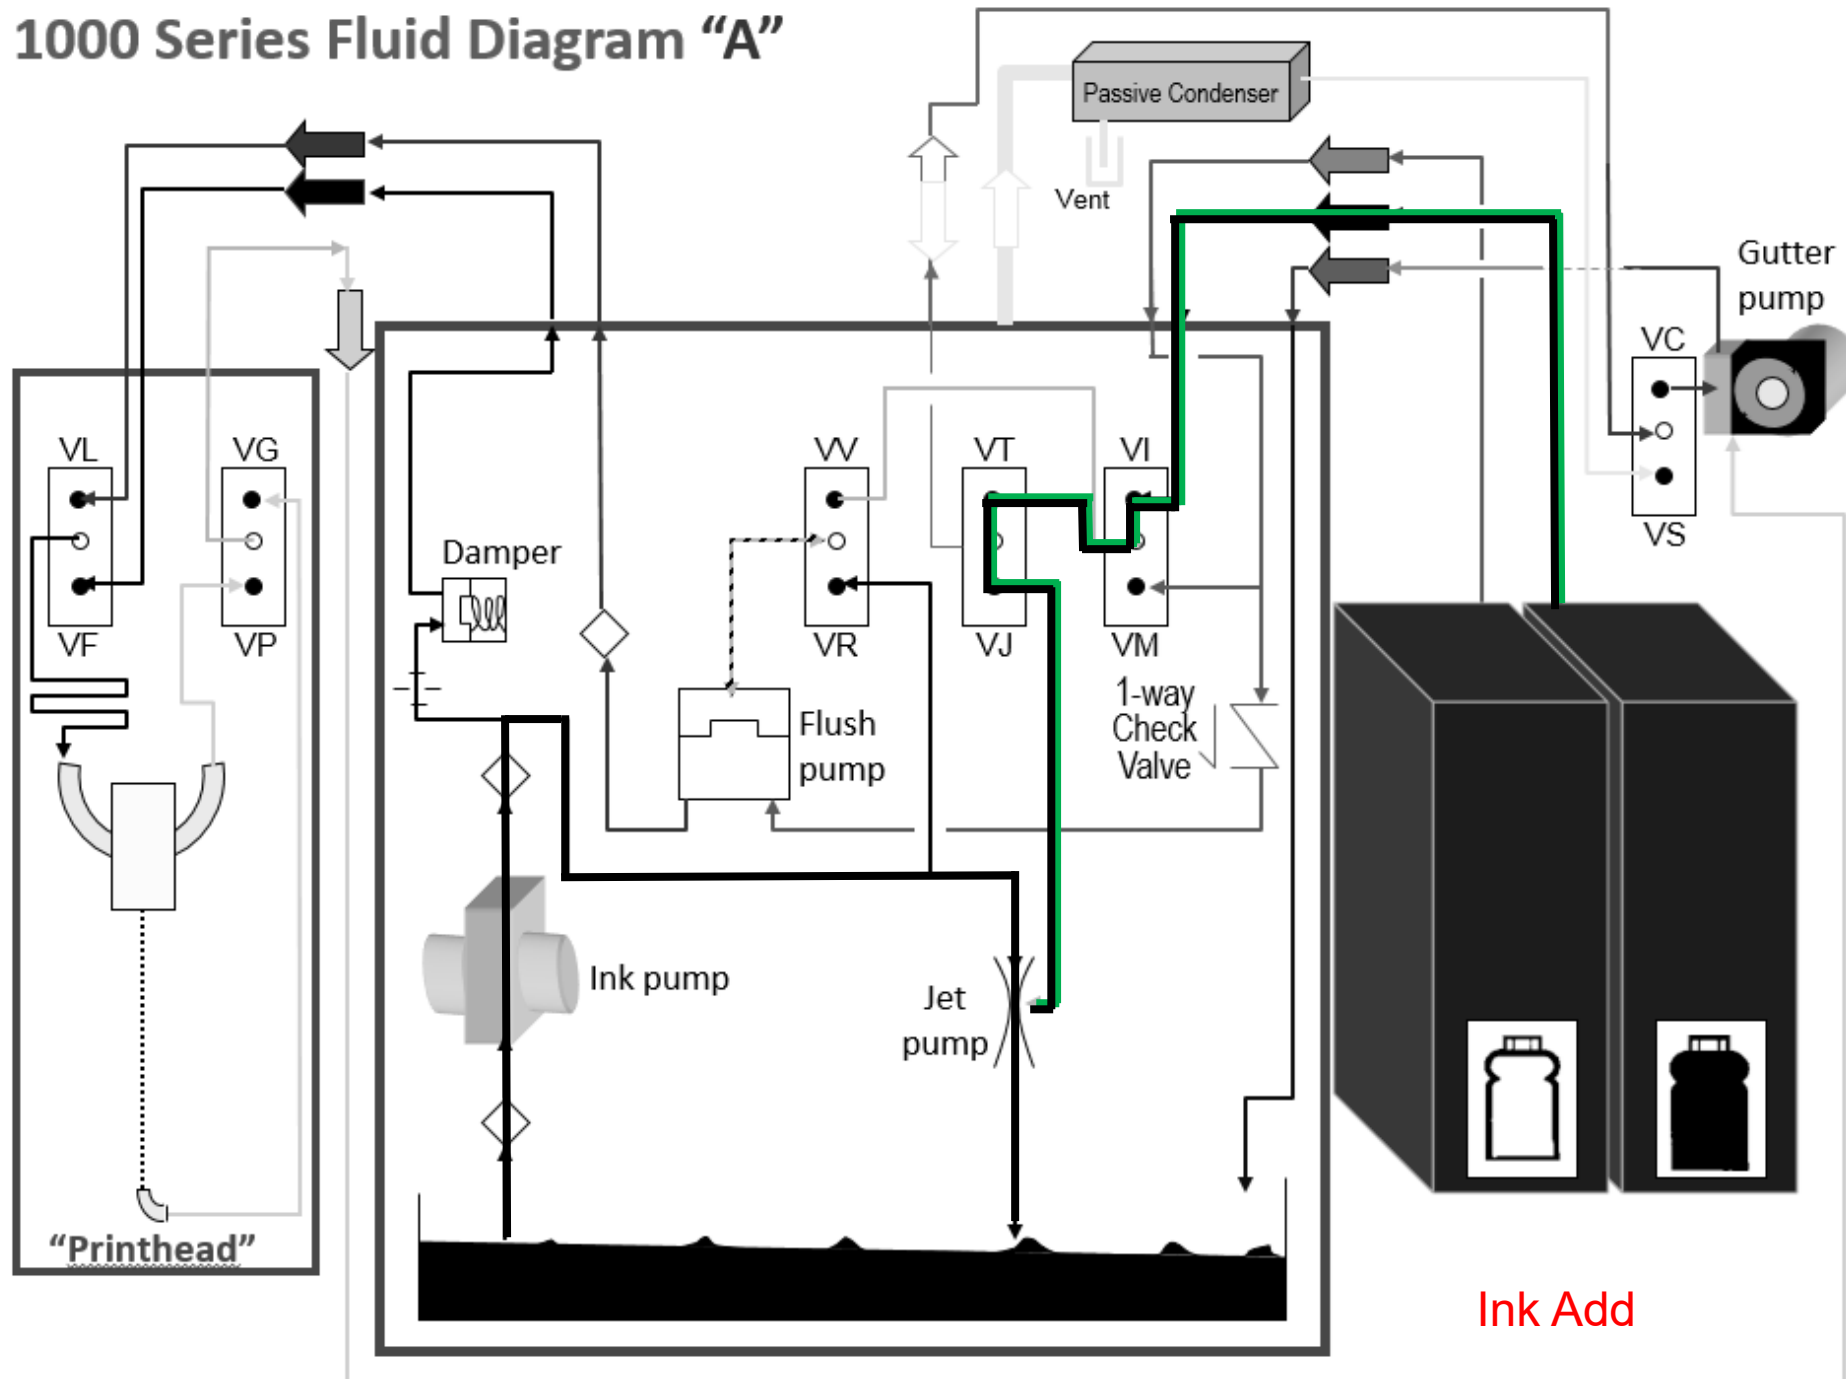 1000 Series Fluid Diagram “A”
Passive Condenser
Vent
Gutter
pump
VC
VS
VL
VG
VV
VT
VI
VF
VP
VR
VJ
VM
Damper
Flush
pump
1-way
Check
Valve
Ink pump
Jet
pump
“Printhead”
Ink Add